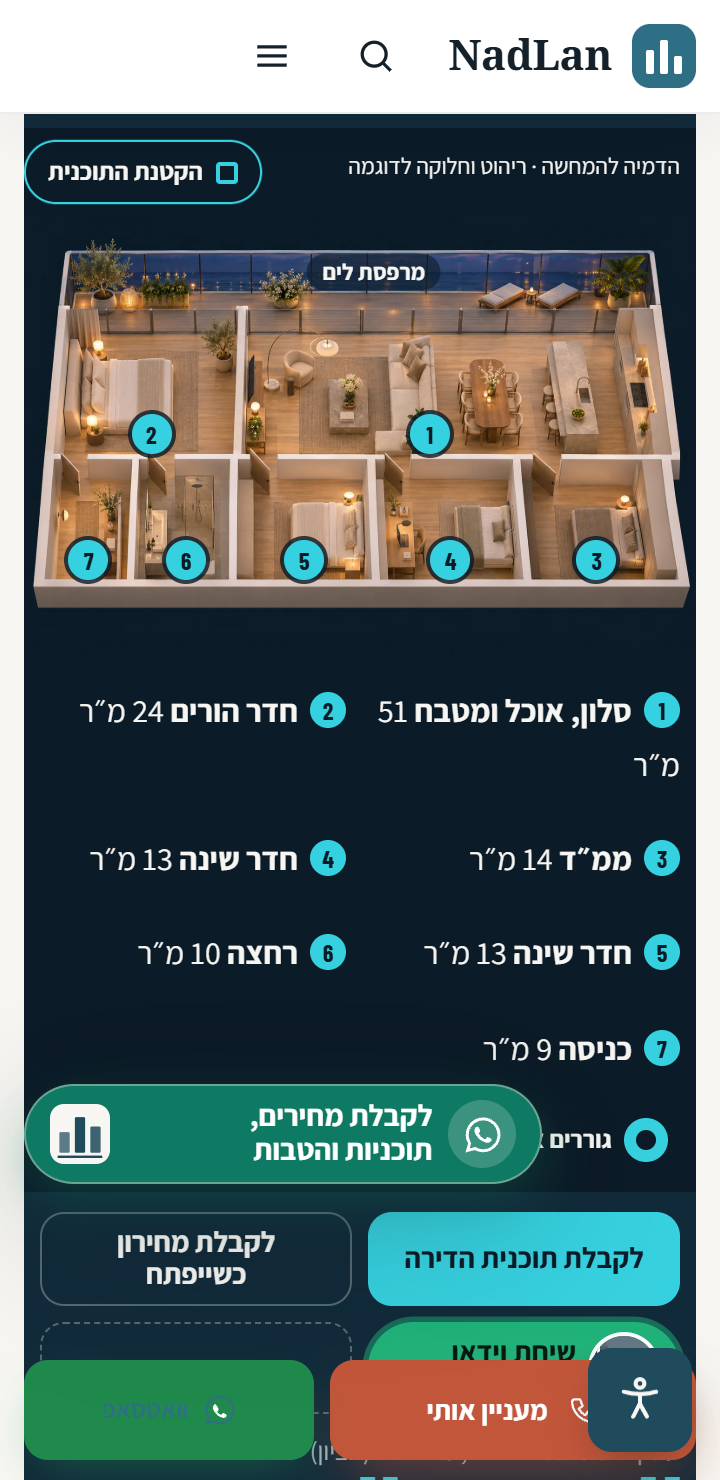 NadLan
הדמיה להמחשה · ריהוט וחלוקה לדוגמה
הקטנת התוכנית
מרפסת לים
1
2
3
4
5
6
7
1 סלון, אוכל ומטבח 51 מ״ר
2 חדר הורים 24 מ״ר
3 ממ״ד 14 מ״ר
4 חדר שינה 13 מ״ר
5 חדר שינה 13 מ״ר
6 רחצה 10 מ״ר
7 כניסה 9 מ״ר
גוררים
לקבלת מחירים,
תוכניות והטבות
לקבלת תוכנית הדירה
לקבלת מחירון
כשייפתח
שיחת וידאו
מעניין אותי
וואטסאפ